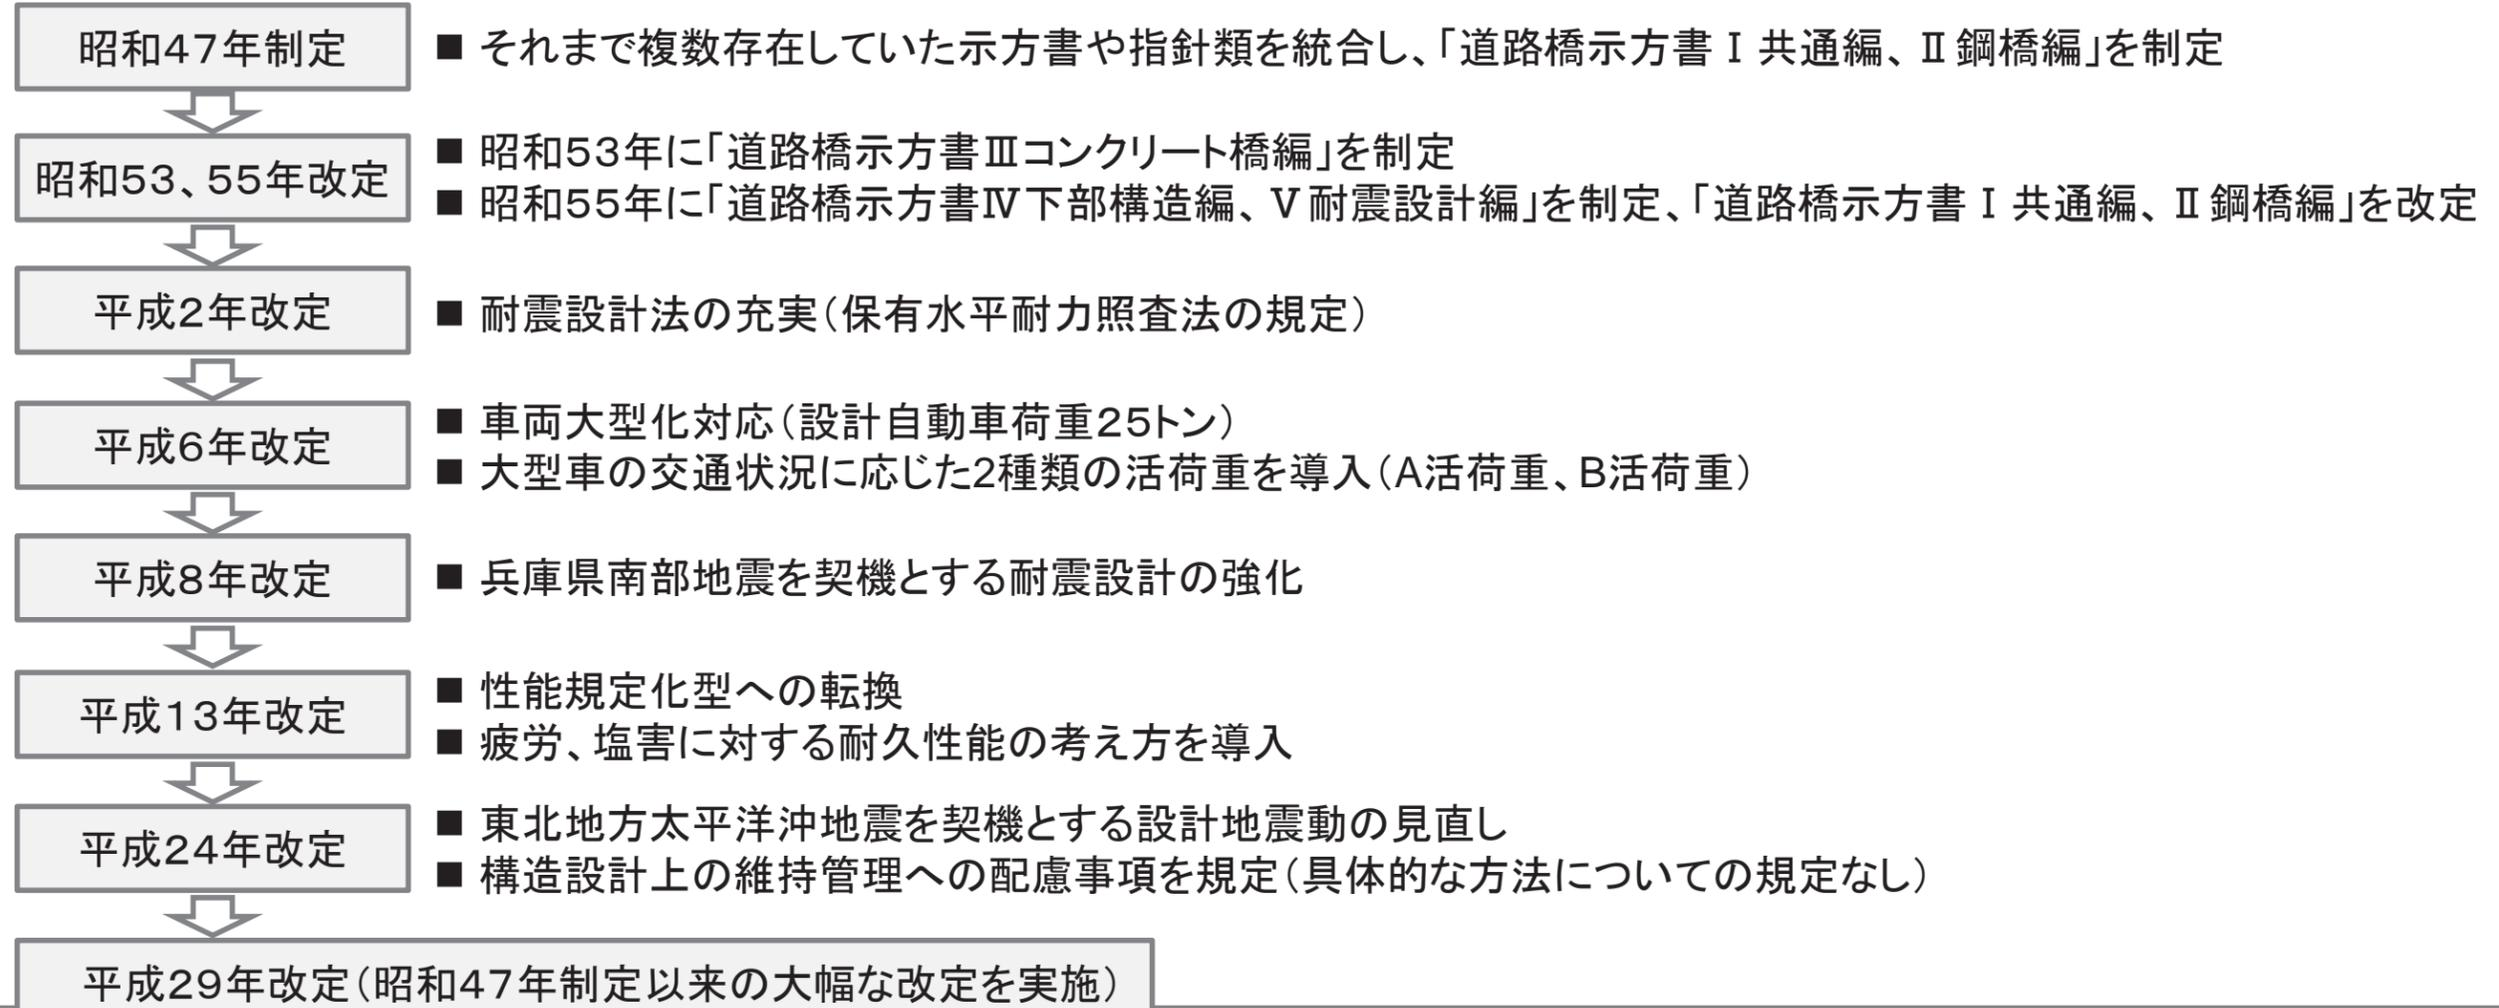 昭和47年制定
■ それまで複数存在していた示方書や指針類を統合し、「道路橋示方書Ⅰ共通編、Ⅱ鋼橋編」を制定
昭和53、55年改定
■ 昭和53年に「道路橋示方書Ⅲコンクリート橋編」を制定
■ 昭和55年に「道路橋示方書Ⅳ下部構造編、Ⅴ耐震設計編」を制定、「道路橋示方書Ⅰ共通編、Ⅱ鋼橋編」を改定
平成2年改定
■ 耐震設計法の充実(保有水平耐力照査法の規定)
平成6年改定
■ 車両大型化対応(設計自動車荷重25トン)
■ 大型車の交通状況に応じた2種類の活荷重を導入(A活荷重、B活荷重)
平成8年改定
■ 兵庫県南部地震を契機とする耐震設計の強化
平成13年改定
■ 性能規定化型への転換
■ 疲労、塩害に対する耐久性能の考え方を導入
平成24年改定
■ 東北地方太平洋沖地震を契機とする設計地震動の見直し
■ 構造設計上の維持管理への配慮事項を規定(具体的な方法についての規定なし)
平成29年改定(昭和47年制定以来の大幅な改定を実施)